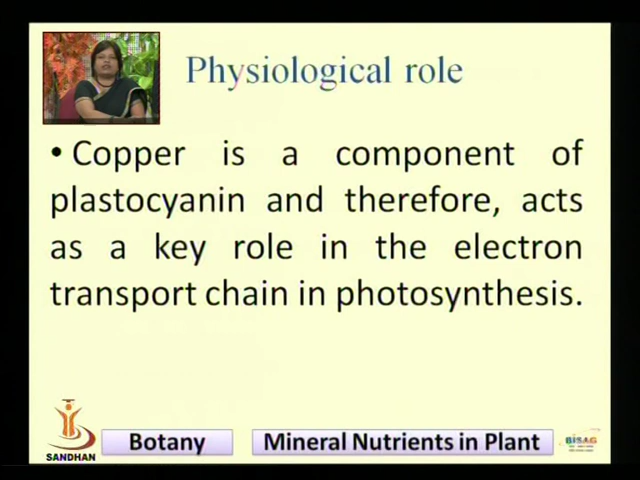 Physiological role
• Copper is a component of
plastocyanin and therefore, acts
as a key role in the electron
transport chain in photosynthesis.
SANDHAN
Botany
Mineral Nutrients in Plant
BISAG